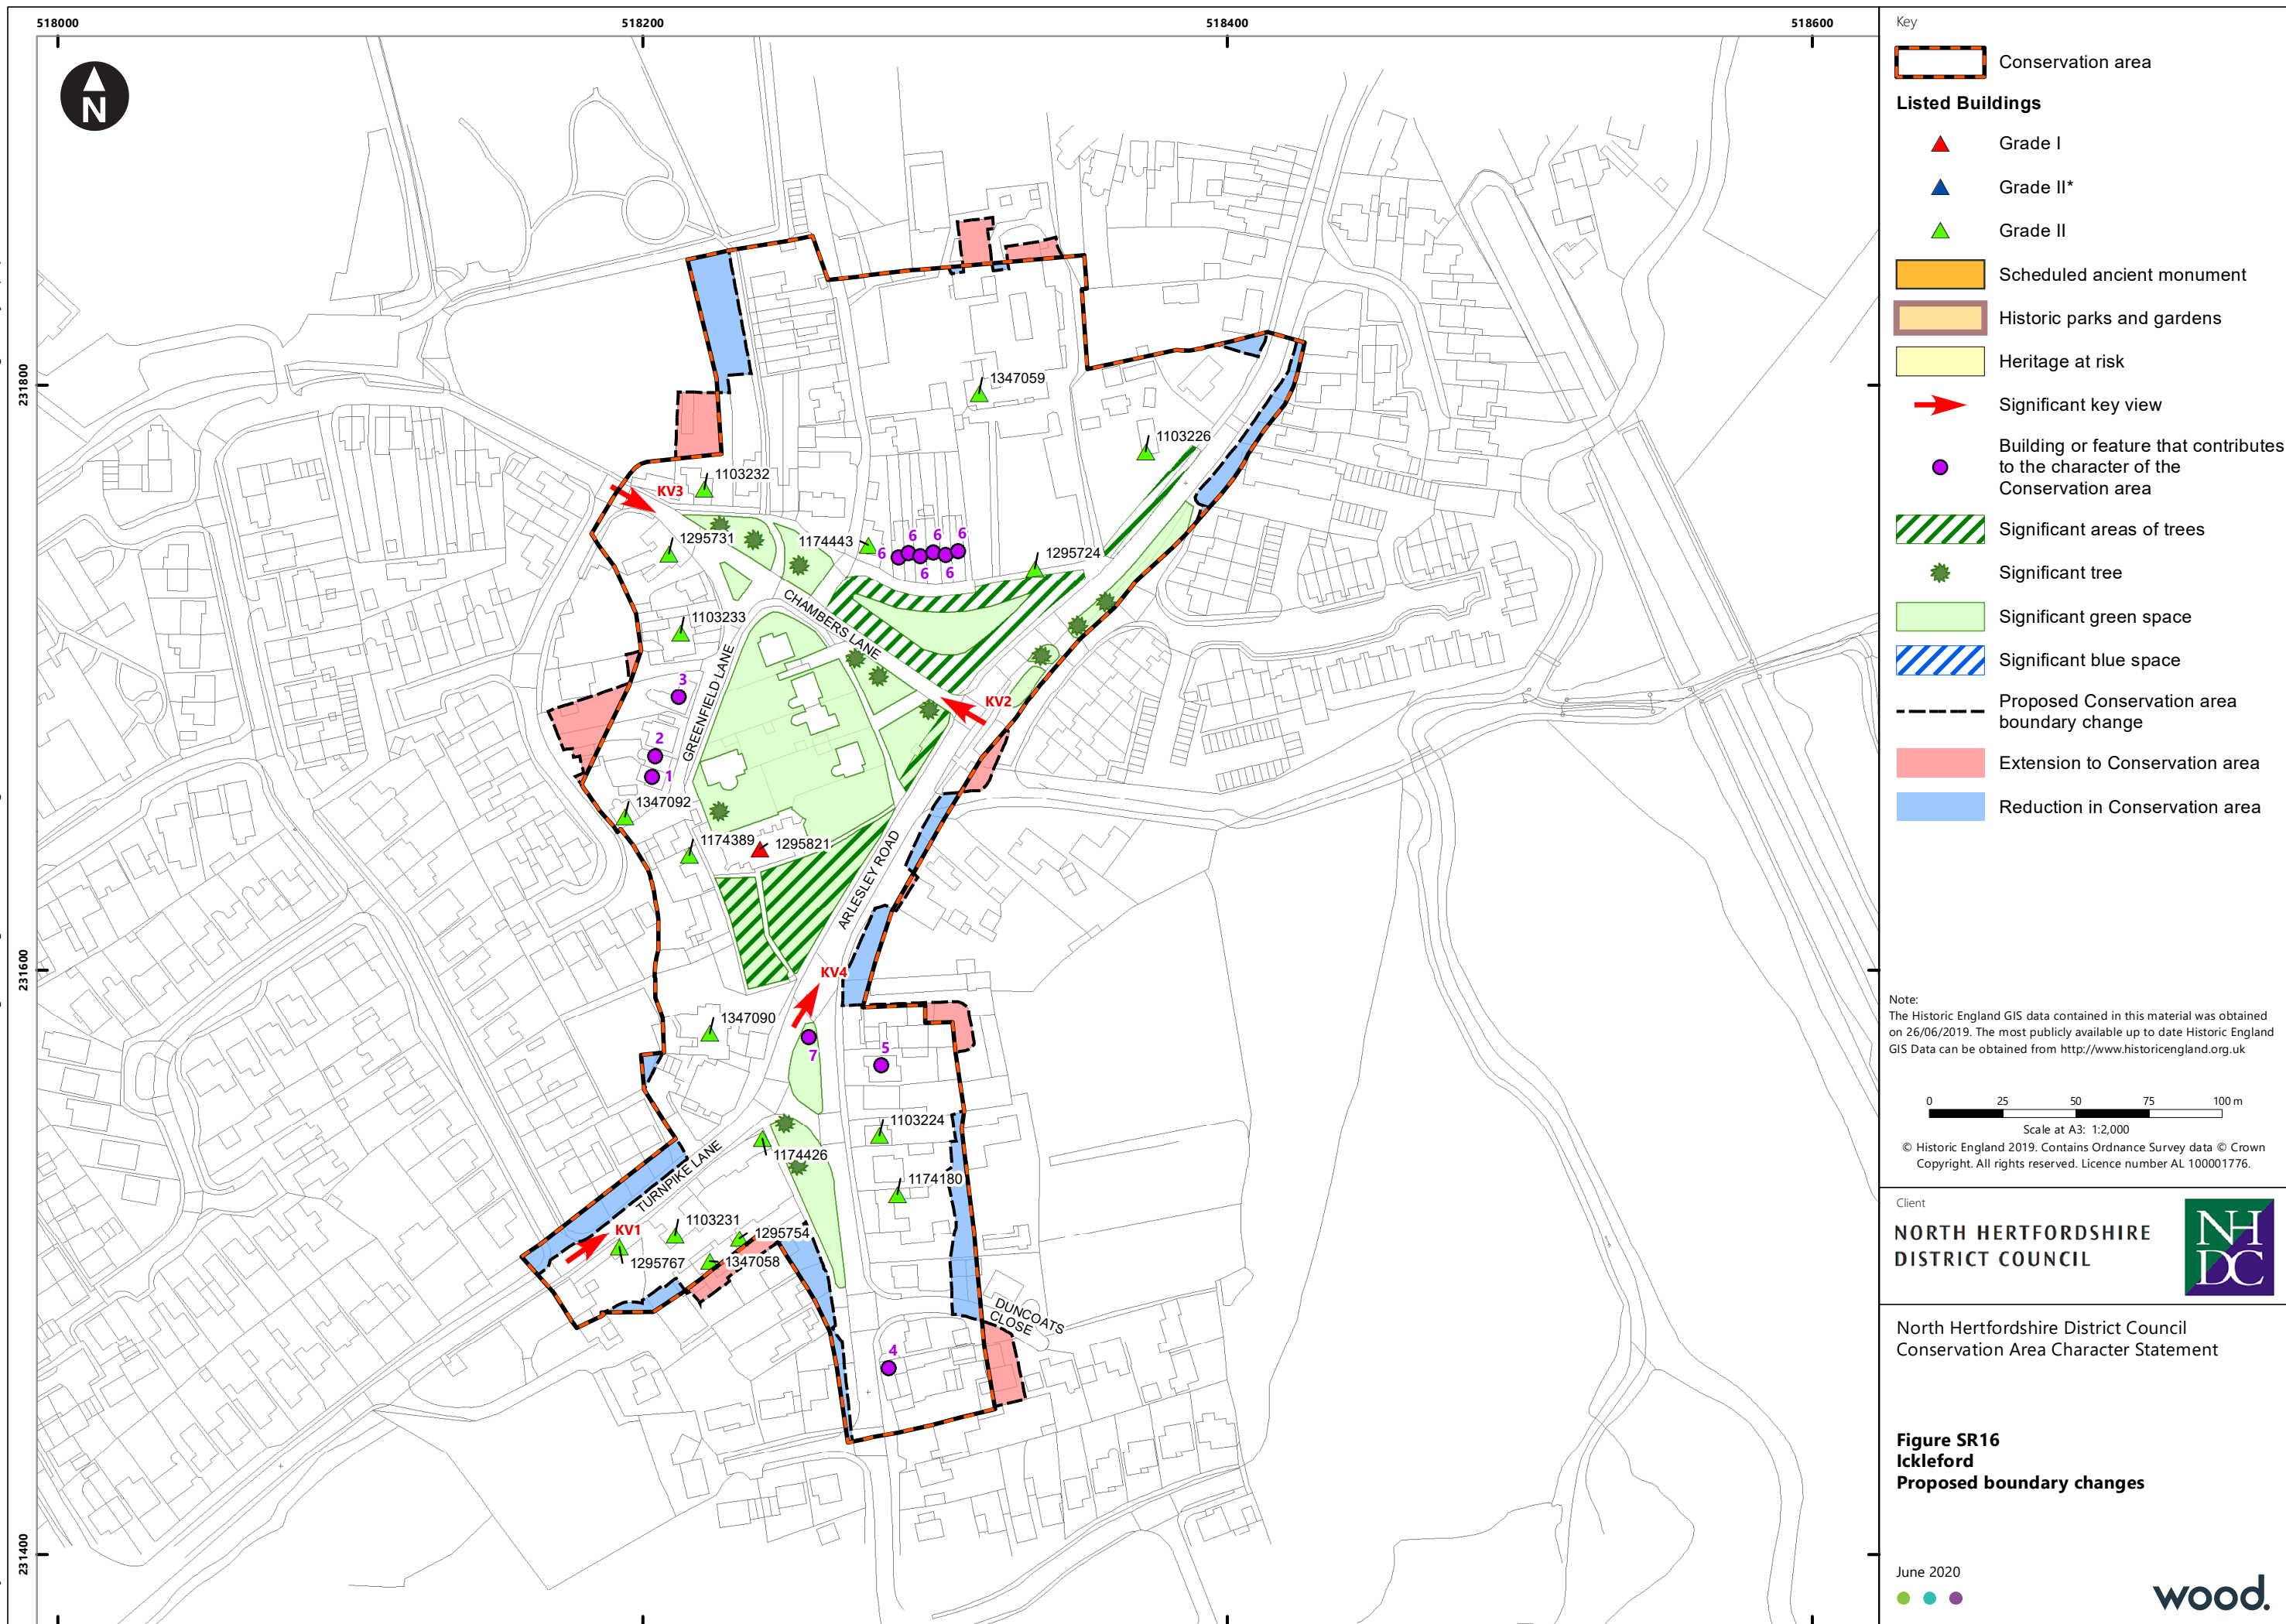 518000
518200
518400
518600
231800
231600
231400
N
1347059
1103226
1103232
KV3
1295731
1174443
6
6
6
6
6
6
1295724
CHAMBERS LANE
1103233
GREENFIELD LANE
3
KV2
2
1
1347092
1174389
1295821
ARLESLEY ROAD
KV4
1347090
7
5
1103224
1174426
TURNPIKE LANE
1174180
KV1
1103231
1295754
1295767
1347058
DUNCOATS
CLOSE
4
Key
Conservation area
Listed Buildings
Grade I
Grade II*
Grade II
Scheduled ancient monument
Historic parks and gardens
Heritage at risk
Significant key view
Building or feature that contributes
to the character of the
Conservation area
Significant areas of trees
Significant tree
Significant green space
Significant blue space
Proposed Conservation area
boundary change
Extension to Conservation area
Reduction in Conservation area
Note:
The Historic England GIS data contained in this material was obtained
on 26/06/2019. The most publicly available up to date Historic England
GIS Data can be obtained from http://www.historicengland.org.uk
0 25 50 75 100 m
Scale at A3: 1:2,000
© Historic England 2019. Contains Ordnance Survey data © Crown
Copyright. All rights reserved. Licence number AL 100001776.
Client
NORTH HERTFORDSHIRE
DISTRICT COUNCIL
NH
DC
North Hertfordshire District Council
Conservation Area Character Statement
Figure SR16
Ickleford
Proposed boundary changes
June 2020
wood.